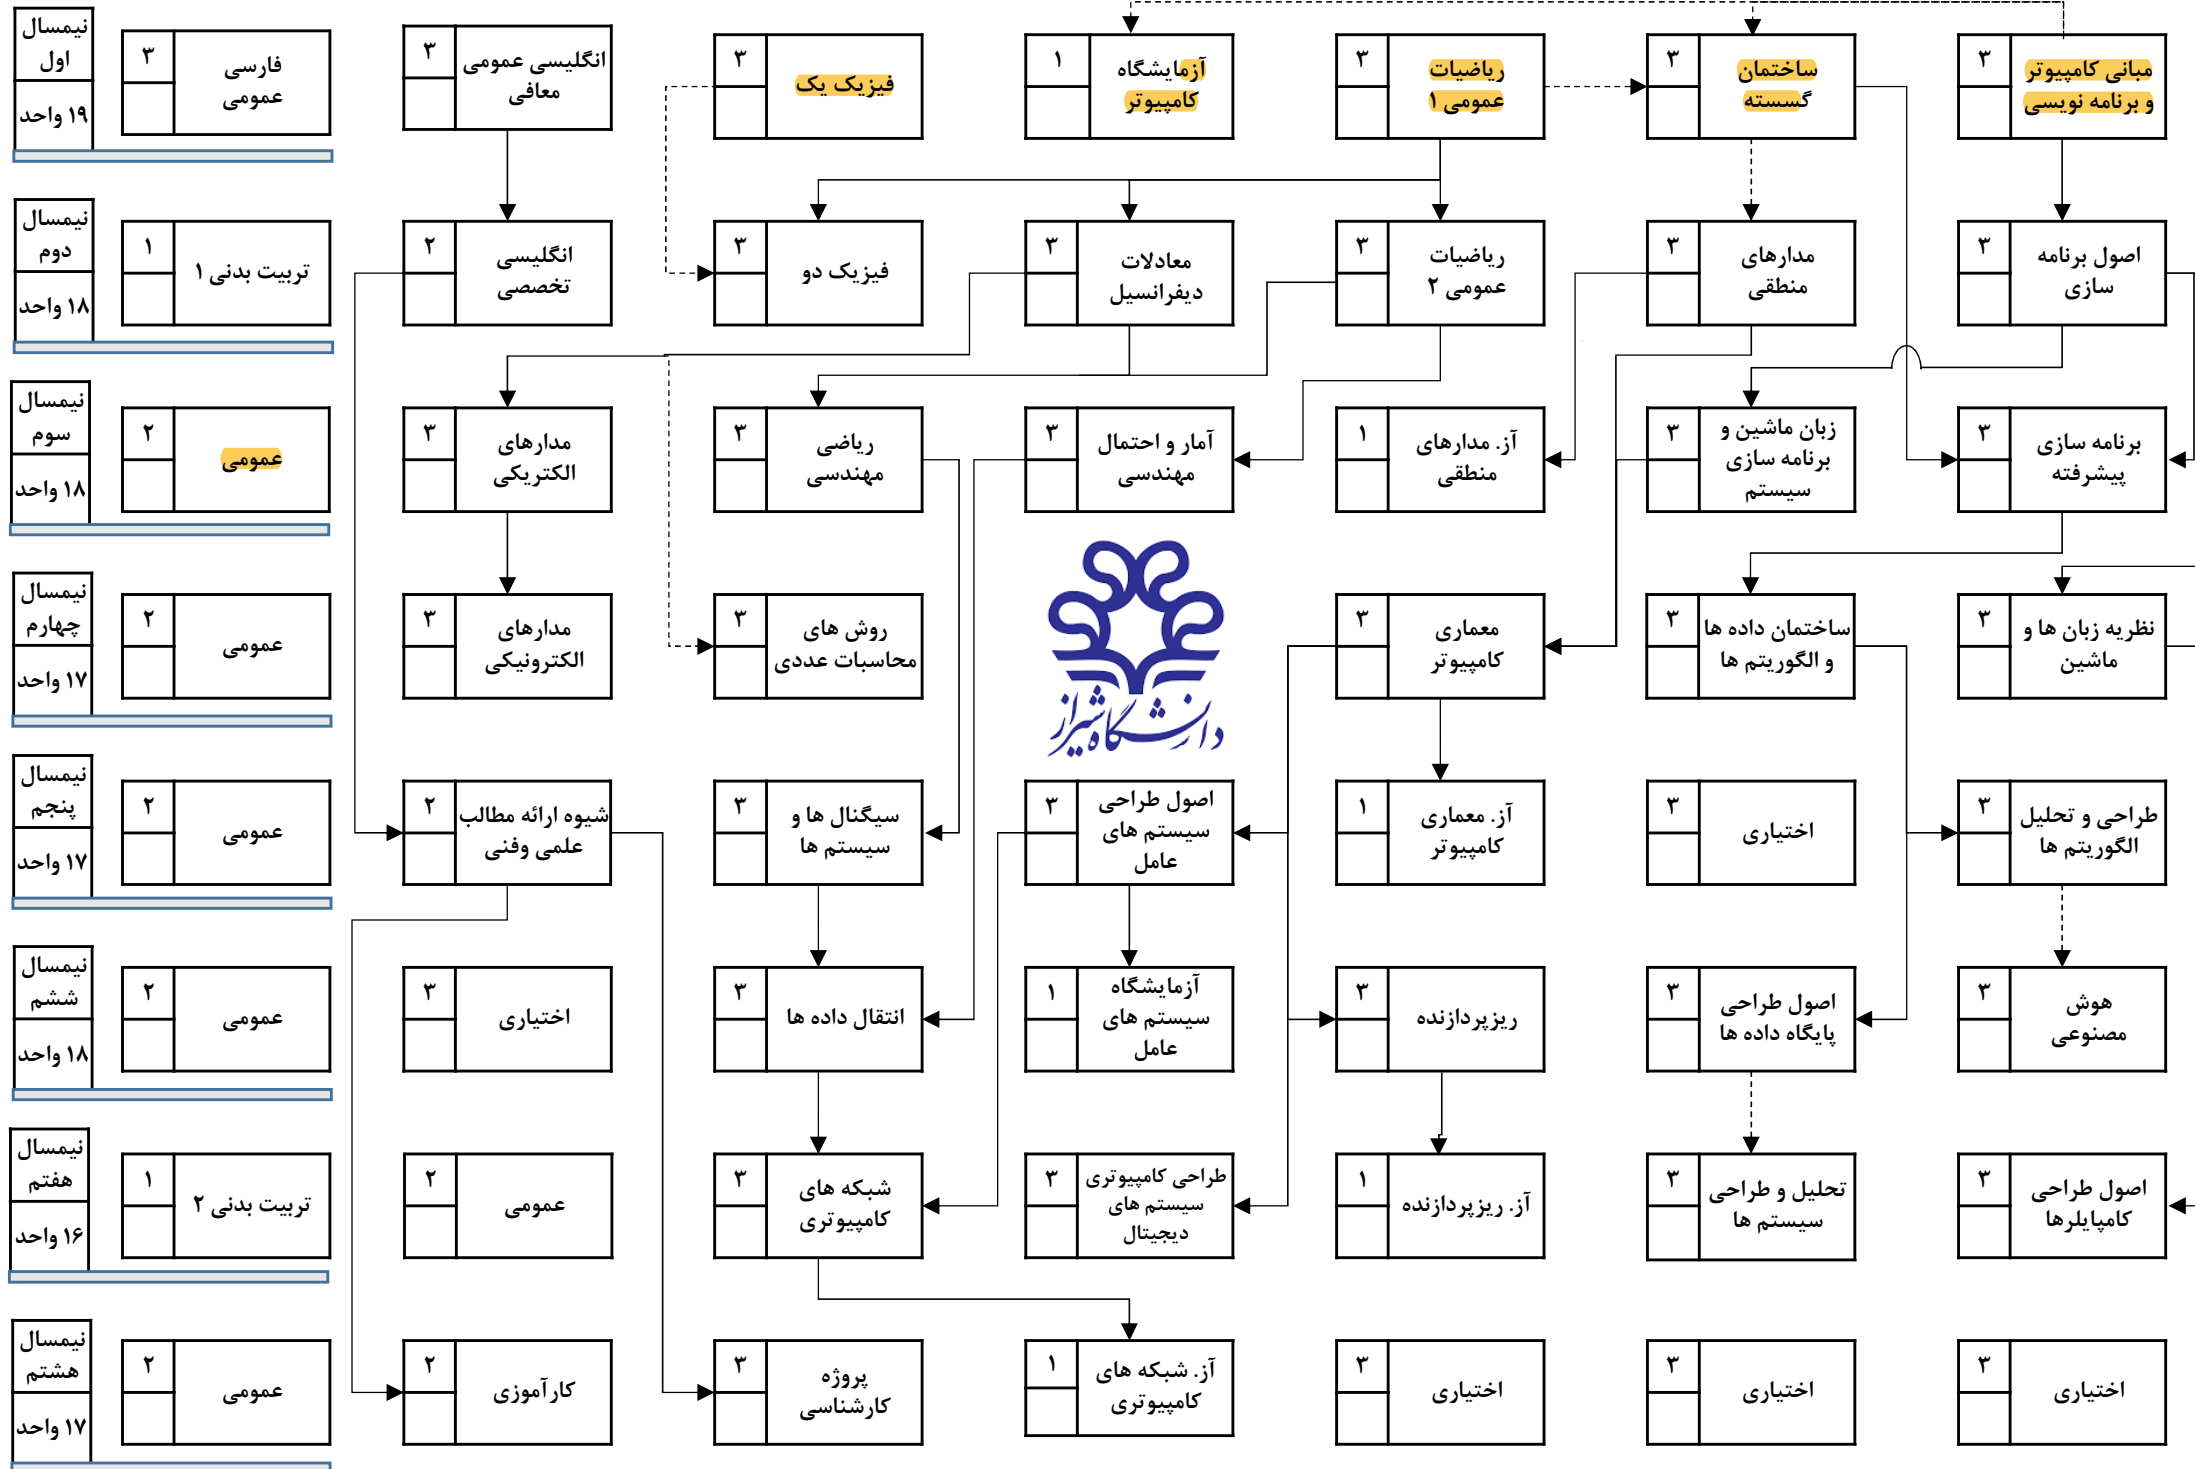 نیمسال
اول
۱۹ واحد
مبانی کامپیوتر
و برنامه نویسی
۳
ساختمان
گسسته
۳
ریاضیات
عمومی ۱
۳
آزمایشگاه
کامپیوتر
۱
فیزیک یک
۳
انگلیسی عمومی
معافی
۳
فارسی
عمومی
۳
نیمسال
دوم
۱۸ واحد
اصول برنامه
سازی
۳
مدارهای
منطقی
۳
ریاضیات
عمومی ۲
۳
معادلات
دیفرانسیل
۳
فیزیک دو
۳
انگلیسی
تخصصی
۲
تربیت بدنی ۱
۱
نیمسال
سوم
۱۸ واحد
برنامه سازی
پیشرفته
۳
زبان ماشین و
برنامه سازی
سیستم
۳
آز. مدارهای
منطقی
۱
آمار و احتمال
مهندسی
۳
ریاضی
مهندسی
۳
مدارهای
الکتریکی
۳
عمومی
۲
نیمسال
چهارم
۱۷ واحد
نظریه زبان ها و
ماشین
۳
ساختمان داده ها
و الگوریتم ها
۳
معماری
کامپیوتر
۳
دانشگاه شیراز
روش های
محاسبات عددی
۳
مدارهای
الکترونیکی
۳
عمومی
۲
نیمسال
پنجم
۱۷ واحد
طراحی و تحلیل
الگوریتم ها
۳
اختیاری
۳
آز. معماری
کامپیوتر
۱
اصول طراحی
سیستم های
عامل
۳
سیگنال ها و
سیستم ها
۳
شیوه ارائه مطالب
علمی وفنی
۲
عمومی
۲
نیمسال
ششم
۱۸ واحد
هوش
مصنوعی
۳
اصول طراحی
پایگاه داده ها
۳
ریزپردازنده
۳
آزمایشگاه
سیستم های
عامل
۱
انتقال داده ها
۳
اختیاری
۳
عمومی
۲
نیمسال
هفتم
۱۶ واحد
اصول طراحی
کامپایلرها
۳
تحلیل و طراحی
سیستم ها
۳
آز. ریزپردازنده
۱
طراحی کامپیوتری
سیستم های
دیجیتال
۳
شبکه های
کامپیوتری
۳
عمومی
۲
تربیت بدنی ۲
۱
نیمسال
هشتم
۱۷ واحد
اختیاری
۳
اختیاری
۳
اختیاری
۳
آز. شبکه های
کامپیوتری
۱
پروژه
کارشناسی
۳
کارآموزی
۲
عمومی
۲